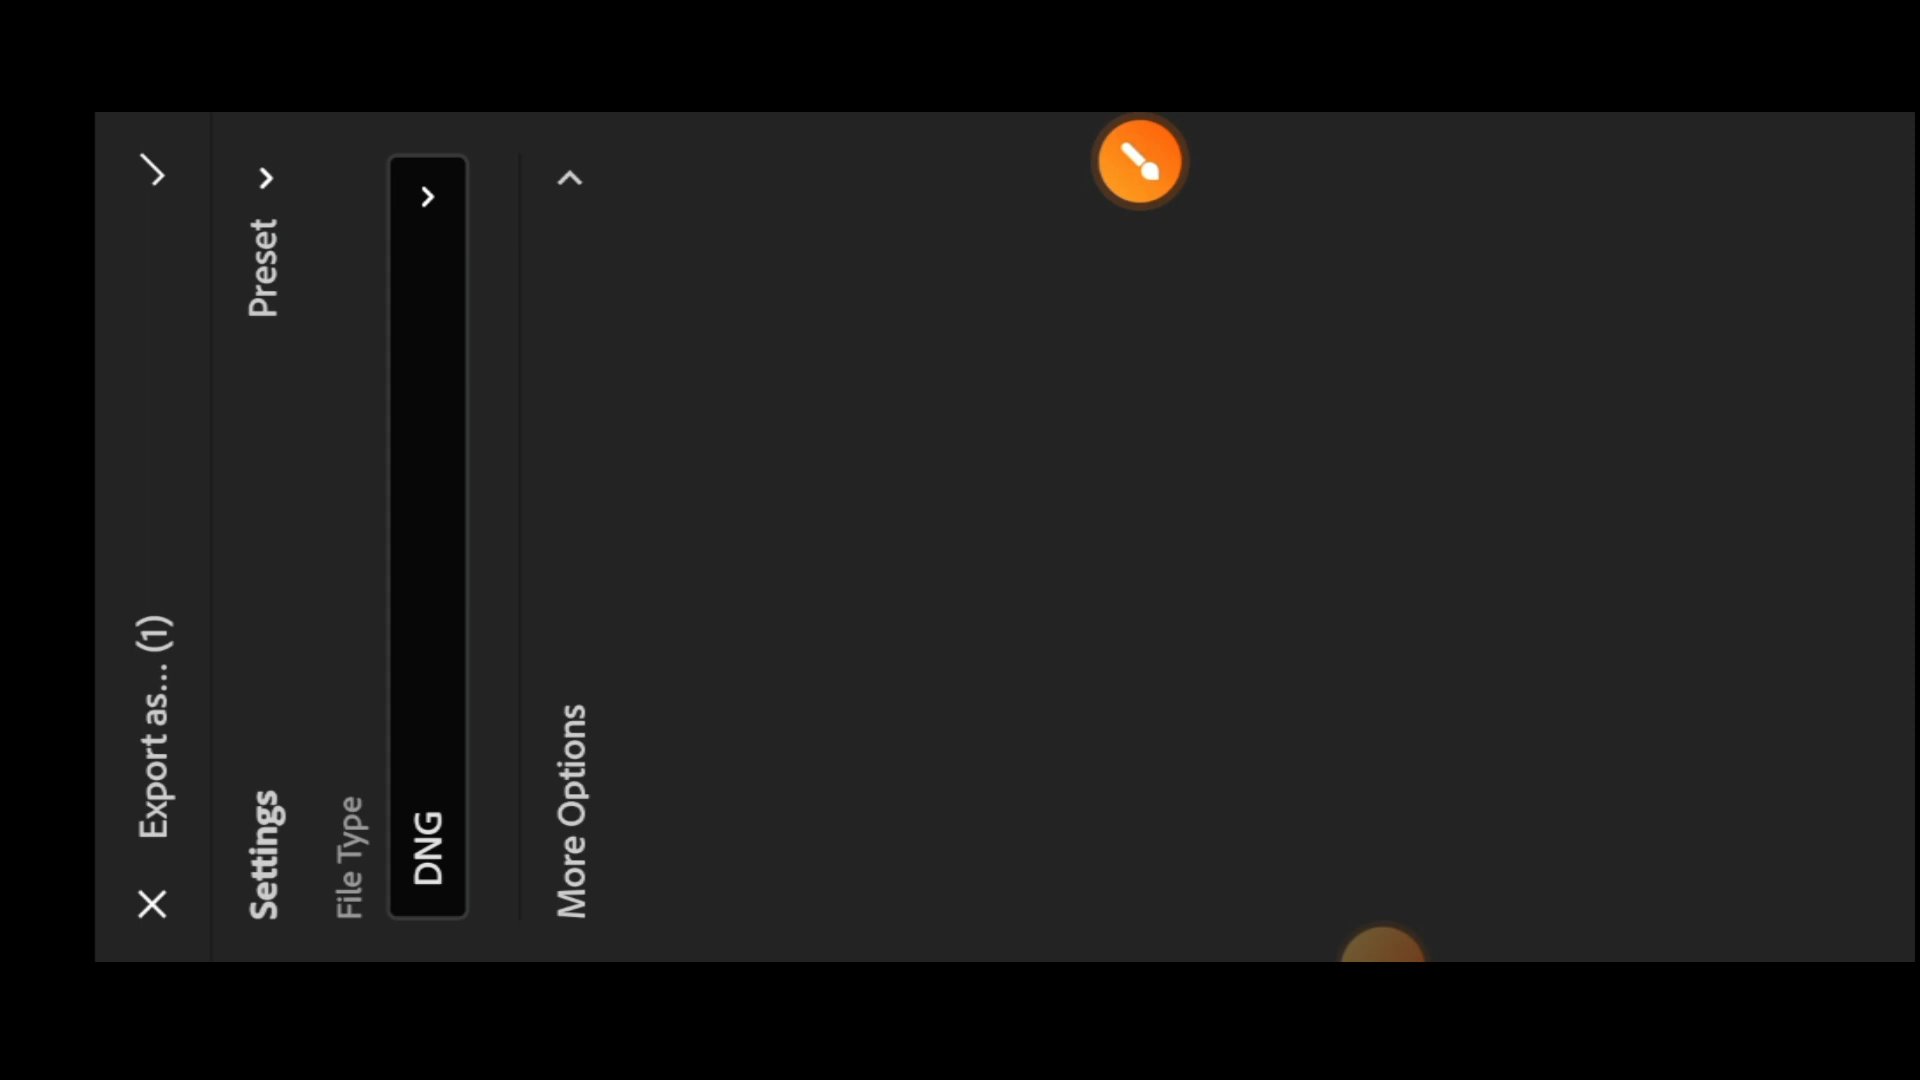 Export as... (1)
Settings
Preset
File Type
DNG
More Options